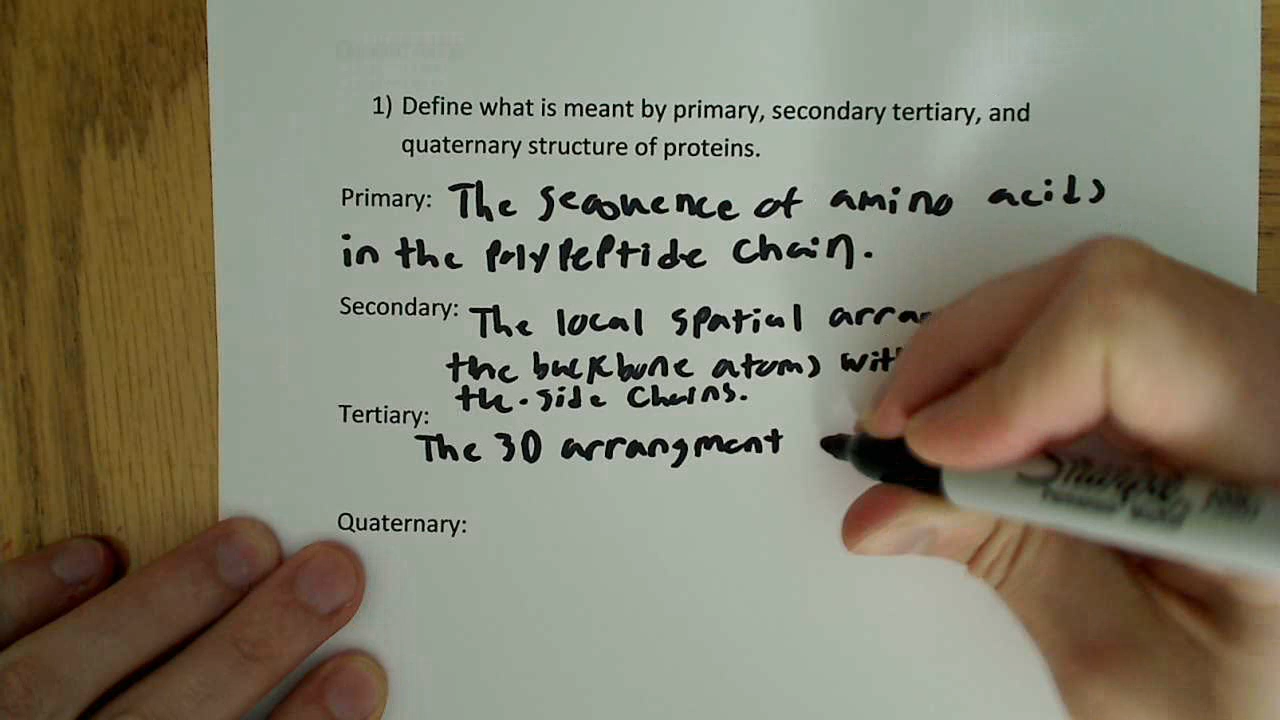 1) Define what is meant by primary, secondary tertiary, and
quaternary structure of proteins.
Primary: The seqouence of amino acids
in the polypeptide chain.
Secondary: The local spatial
the backbone atoms
the side chains.
Tertiary:
The 3D arrangment
Quaternary:
Sharpie